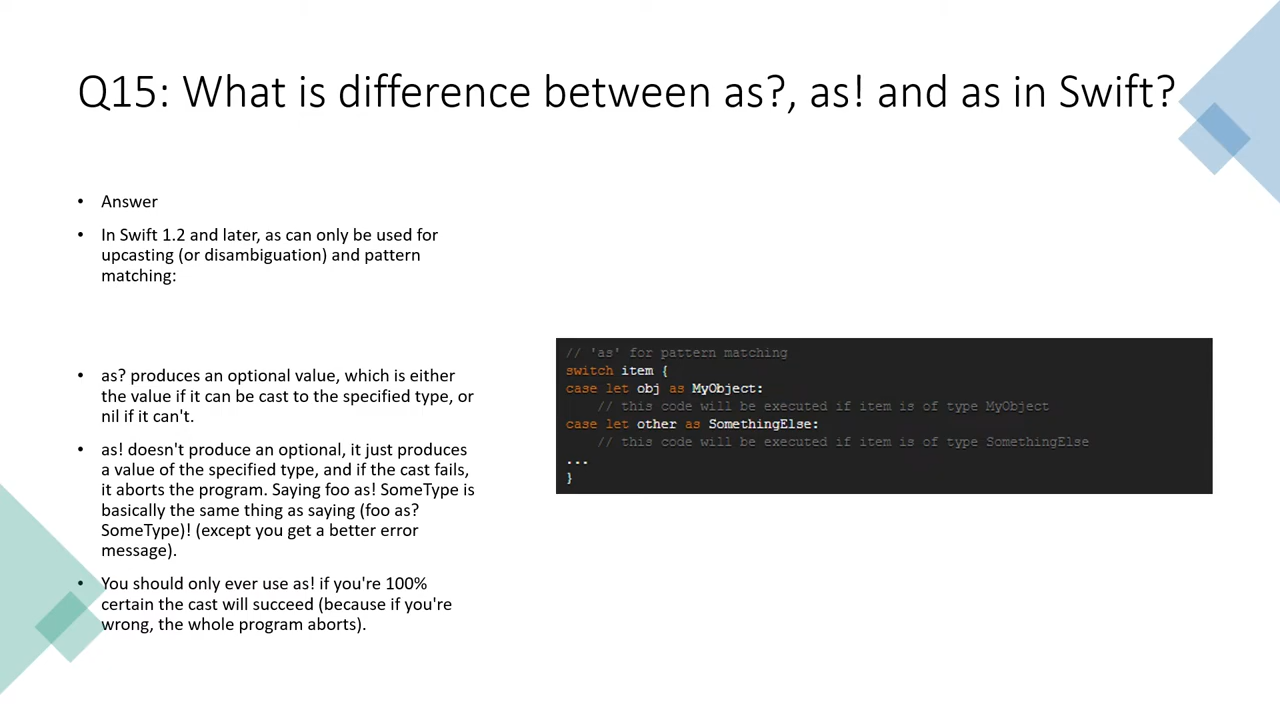 Q15: What is difference between as?, as! and as in Swift?
• Answer
• In Swift 1.2 and later, as can only be used for
upcasting (or disambiguation) and pattern
matching:
• as? produces an optional value, which is either
the value if it can be cast to the specified type, or
nil if it can't.
• as! doesn't produce an optional, it just produces
a value of the specified type, and if the cast fails,
it aborts the program. Saying foo as! SomeType is
basically the same thing as saying (foo as?
SomeType)! (except you get a better error
message).
• You should only ever use as! if you're 100%
certain the cast will succeed (because if you're
wrong, the whole program aborts).
// 'as' for pattern matching
switch item {
case let obj as MyObject:
    // this code will be executed if item is of type MyObject
case let other as SomethingElse:
    // this code will be executed if item is of type SomethingElse
...
}